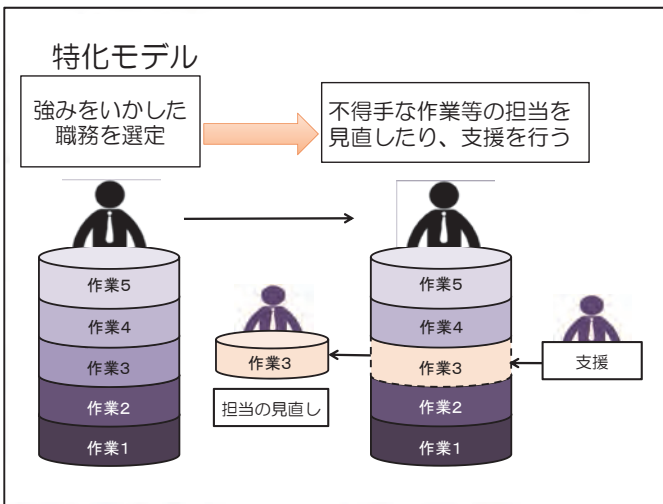 特化モデル
強みをいかした
職務を選定
不得手な作業等の担当を
見直したり、支援を行う
作業5
作業4
作業3
作業2
作業1
作業3
担当の見直し
作業5
作業4
作業3
作業2
作業1
支援